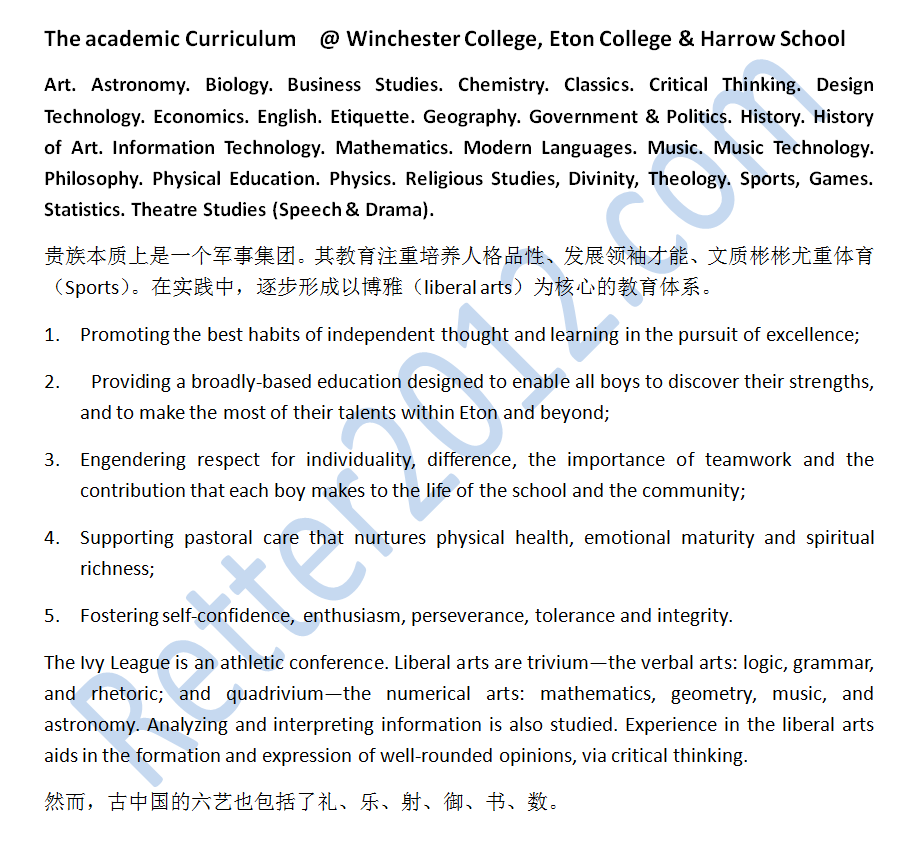 The academic Curriculum @ Winchester College, Eton College & Harrow School
Art. Astronomy. Biology. Business Studies. Chemistry. Classics. Critical Thinking. Design
Technology. Economics. English. Etiquette. Geography. Government & Politics. History. History
of Art. Information Technology. Mathematics. Modern Languages. Music. Music Technology.
Philosophy. Physical Education. Physics. Religious Studies, Divinity, Theology. Sports, Games.
Statistics. Theatre Studies (Speech & Drama).
贵族本质上是一个军事集团。其教育注重培养人格品性、发展领袖才能、文质彬彬尤重体育
（Sports）。在实践中，逐步形成以博雅（liberal arts）为核心的教育体系。
1. Promoting the best habits of independent thought and learning in the pursuit of excellence;
2. Providing a broadly-based education designed to enable all boys to discover their strengths,
and to make the most of their talents within Eton and beyond;
3. Engendering respect for individuality, difference, the importance of teamwork and the
contribution that each boy makes to the life of the school and the community;
4. Supporting pastoral care that nurtures physical health, emotional maturity and spiritual
richness;
5. Fostering self-confidence, enthusiasm, perseverance, tolerance and integrity.
The Ivy League is an athletic conference. Liberal arts are trivium—the verbal arts: logic, grammar,
and rhetoric; and quadrivium—the numerical arts: mathematics, geometry, music, and
astronomy. Analyzing and interpreting information is also studied. Experience in the liberal arts
aids in the formation and expression of well-rounded opinions, via critical thinking.
然而，古中国的六艺也包括了礼、乐、射、御、书、数。
Retter2012.com